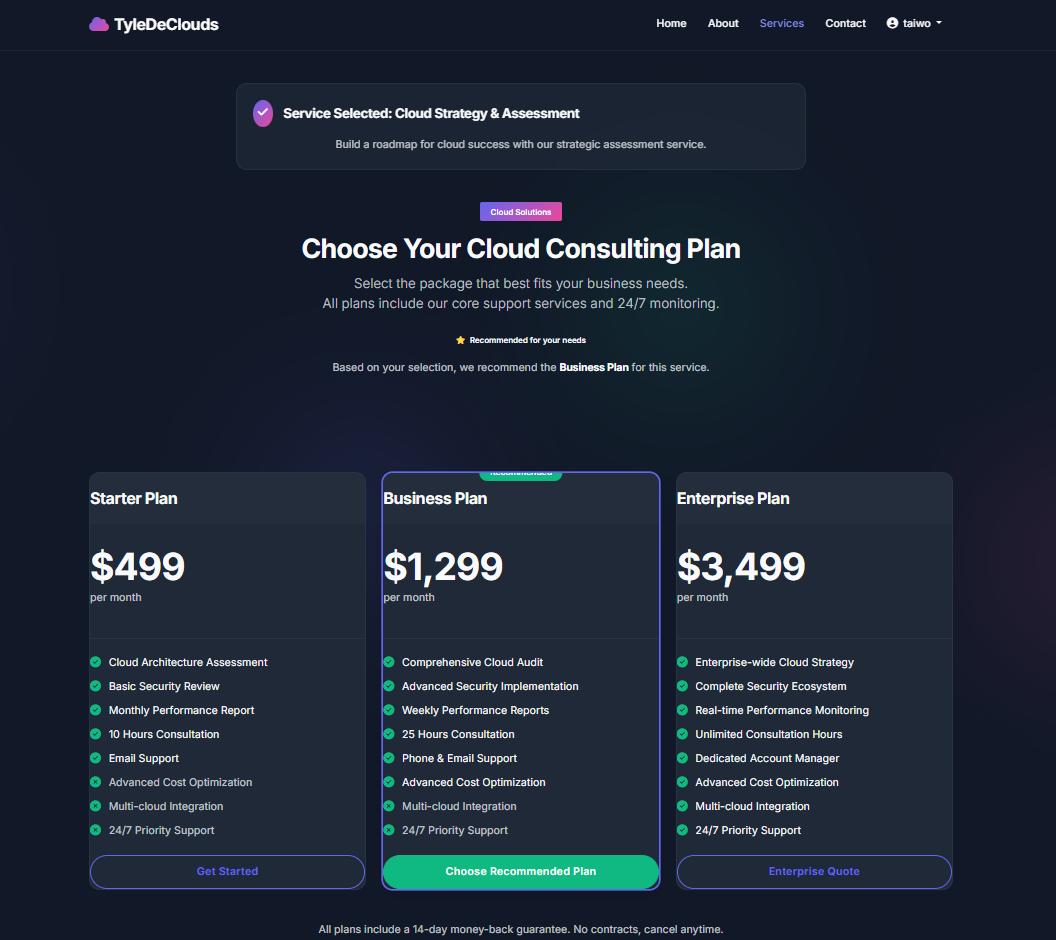 TyleDeClouds
Home About Services Contact taiwo
Service Selected: Cloud Strategy & Assessment
Build a roadmap for cloud success with our strategic assessment service.
Cloud Solutions
Choose Your Cloud Consulting Plan
Select the package that best fits your business needs.
All plans include our core support services and 24/7 monitoring.
Recommended for your needs
Based on your selection, we recommend the Business Plan for this service.
Starter Plan
$499
per month
Cloud Architecture Assessment
Basic Security Review
Monthly Performance Report
10 Hours Consultation
Email Support
Advanced Cost Optimization
Multi-cloud Integration
24/7 Priority Support
Get Started
Recommended
Business Plan
$1,299
per month
Comprehensive Cloud Audit
Advanced Security Implementation
Weekly Performance Reports
25 Hours Consultation
Phone & Email Support
Advanced Cost Optimization
Multi-cloud Integration
24/7 Priority Support
Choose Recommended Plan
Enterprise Plan
$3,499
per month
Enterprise-wide Cloud Strategy
Complete Security Ecosystem
Real-time Performance Monitoring
Unlimited Consultation Hours
Dedicated Account Manager
Advanced Cost Optimization
Multi-cloud Integration
24/7 Priority Support
Enterprise Quote
All plans include a 14-day money-back guarantee. No contracts, cancel anytime.